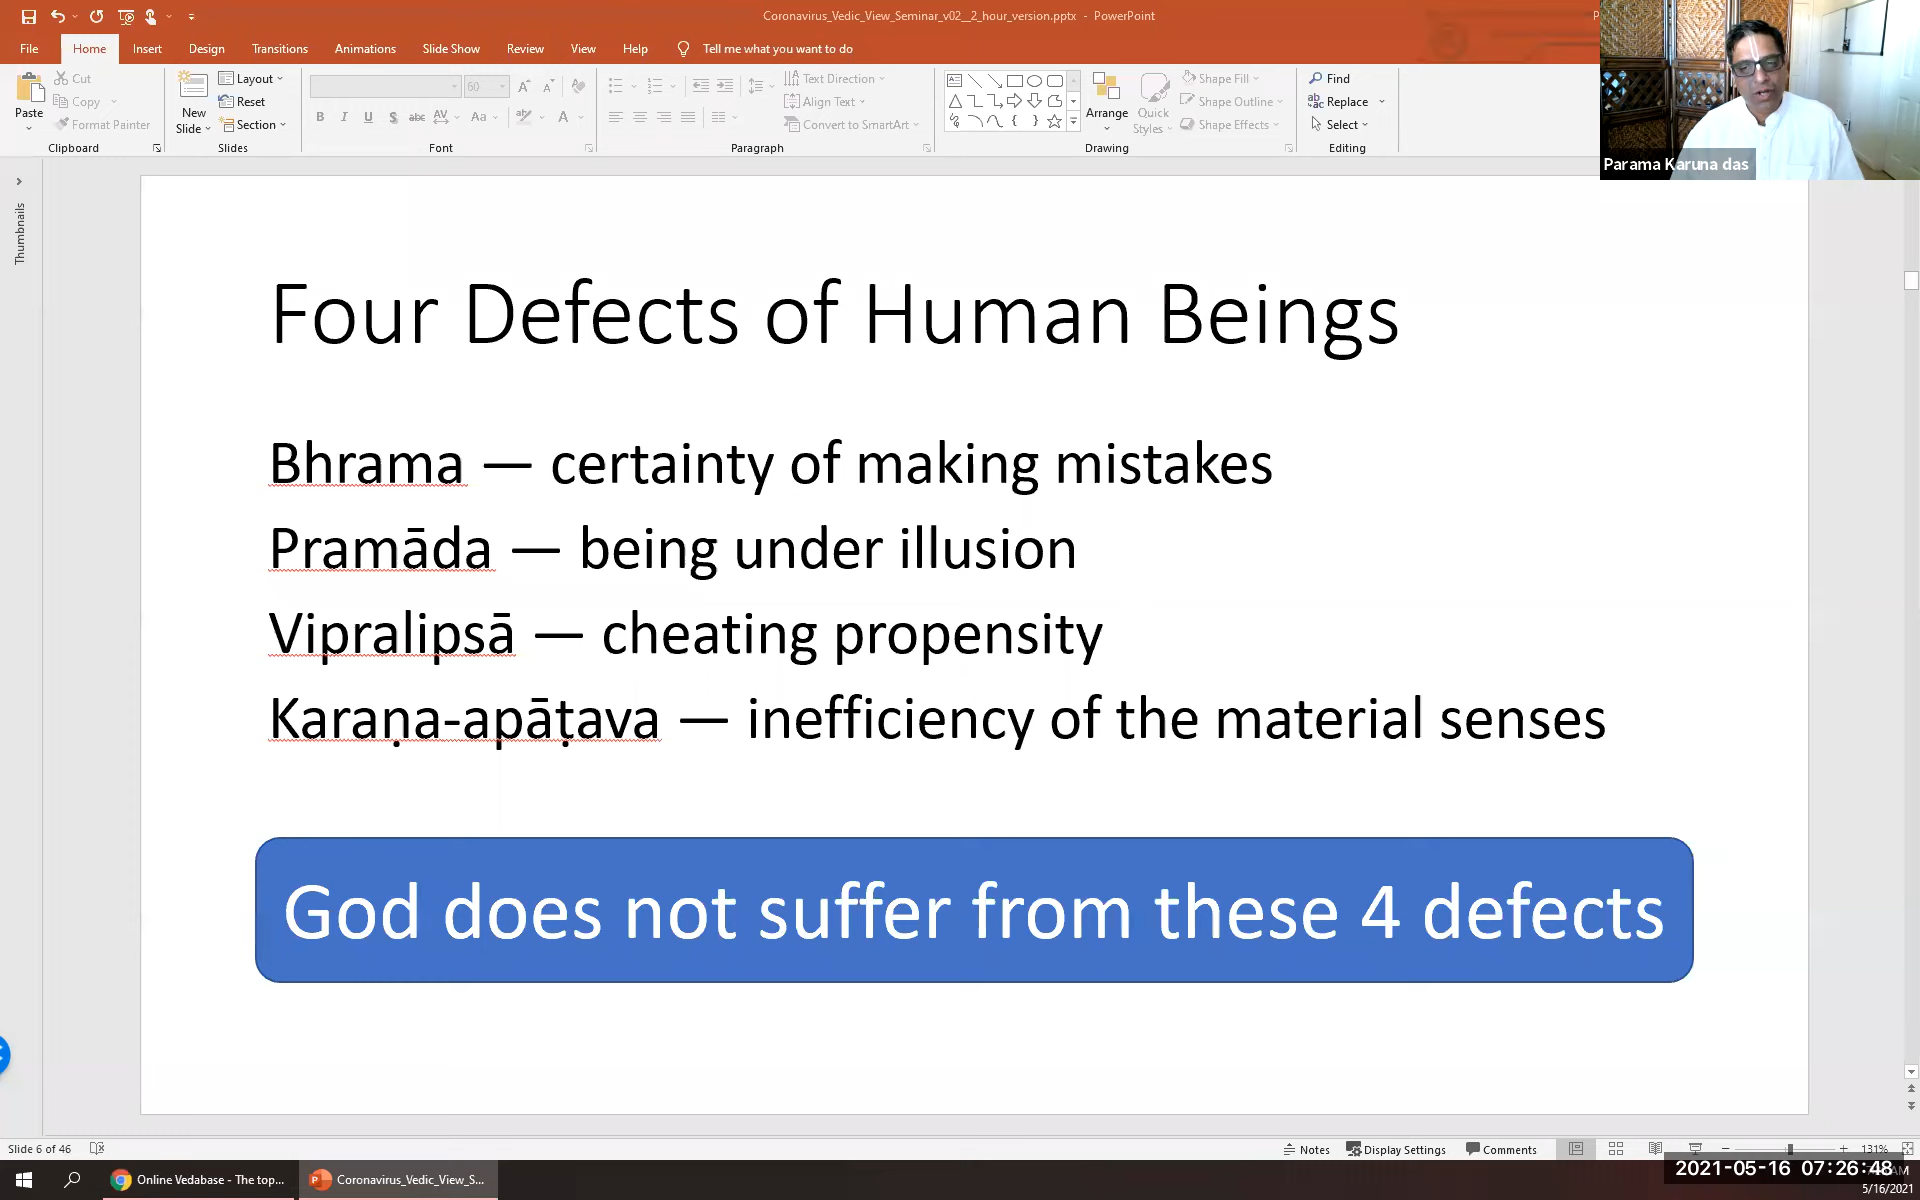 Coronavirus_Vedic_View_Seminar_v02__2_hour_version.pptx - PowerPoint
File Home Insert Design Transitions Animations Slide Show Review View Help Tell me what you want to do
Paste
Cut
Copy
Format Painter
Clipboard
New Slide
Layout
Reset
Section
Slides
60
Font
Text Direction
Align Text
Convert to SmartArt
Paragraph
Arrange
Quick Styles
Shape Fill
Shape Outline
Shape Effects
Drawing
Find
Replace
Select
Editing
Parama Karuna das
Thumbnails
Four Defects of Human Beings
Bhrama — certainty of making mistakes
Pramāda — being under illusion
Vipralipsā — cheating propensity
Karaṇa-apāṭava — inefficiency of the material senses
God does not suffer from these 4 defects
Slide 6 of 46
Notes Display Settings Comments 131%
Online Vedabase - The top...
Coronavirus_Vedic_View_S...
2021-05-16 07:26:48
5/16/2021